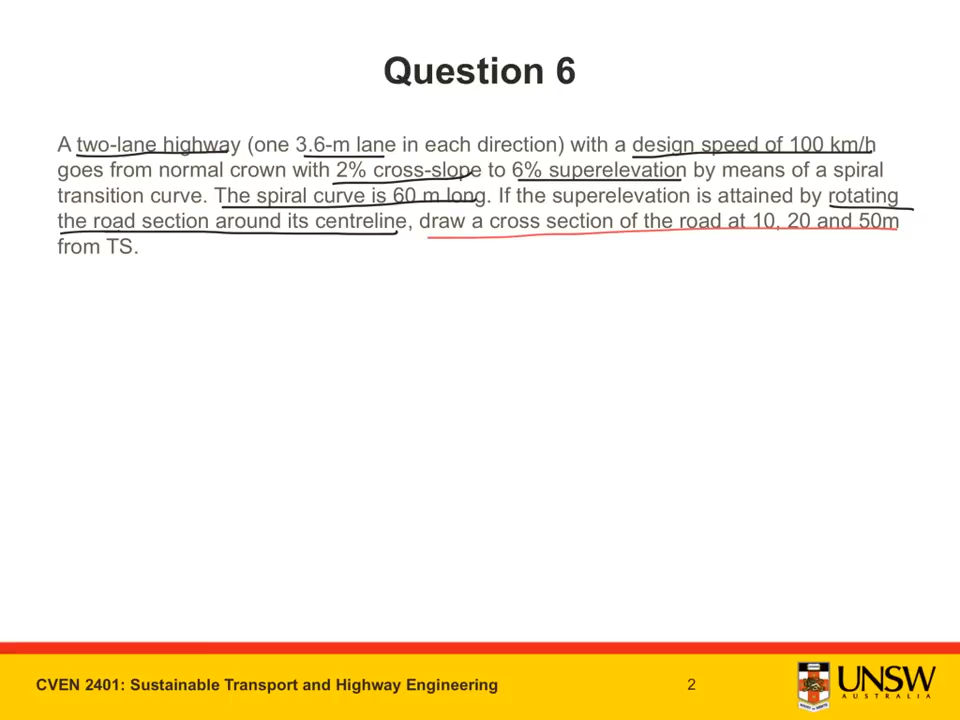 Question 6
A two-lane highway (one 3.6-m lane in each direction) with a design speed of 100 km/h
goes from normal crown with 2% cross-slope to 6% superelevation by means of a spiral
transition curve. The spiral curve is 60 m long. If the superelevation is attained by rotating
the road section around its centreline, draw a cross section of the road at 10, 20 and 50m
from TS.
CVEN 2401: Sustainable Transport and Highway Engineering
2
UNSW
AUSTRALIA